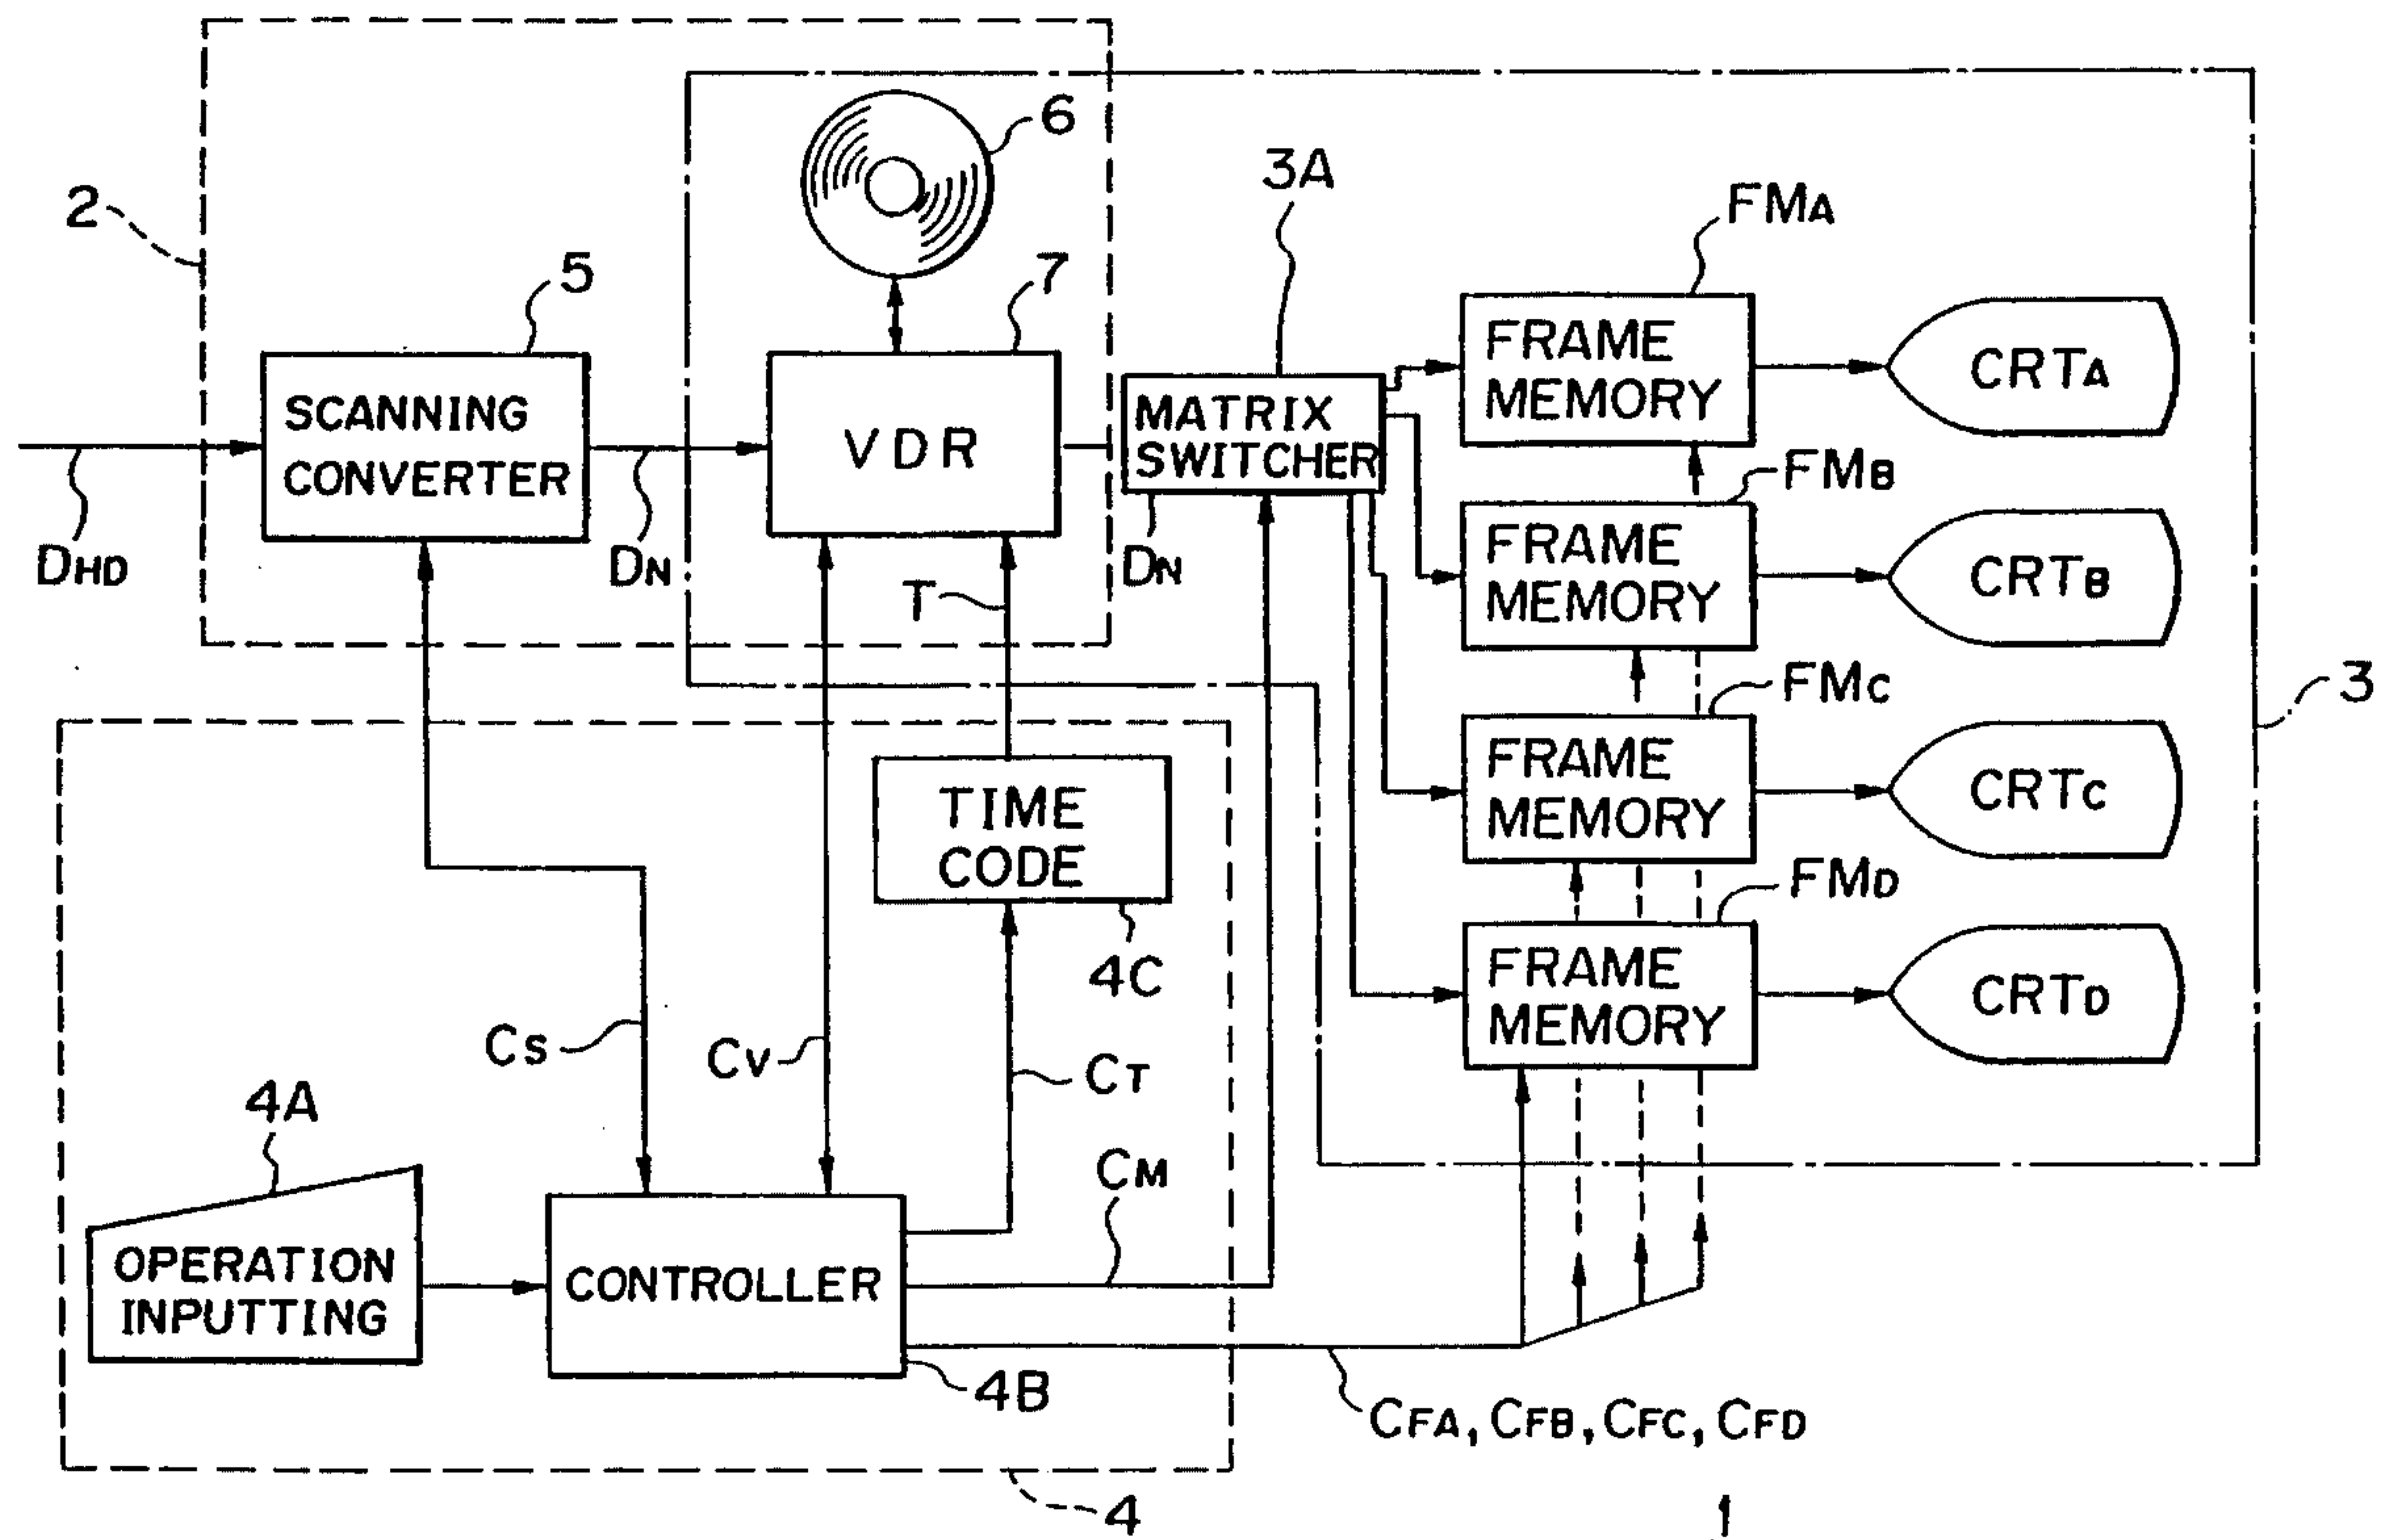 2
6
3A
5
7
FMA
FRAME
MEMORY
CRTA
SCANNING
CONVERTER
VDR
MATRIX
SWITCHER
FMB
FRAME
MEMORY
CRTB
DHD
DN
T
DN
FMC
3
FRAME
MEMORY
CRTC
TIME
CODE
4C
FMD
FRAME
MEMORY
CRTD
CS
CV
CT
4A
CM
OPERATION
INPUTTING
CONTROLLER
4B
CFA, CFB, CFC, CFD
4
1